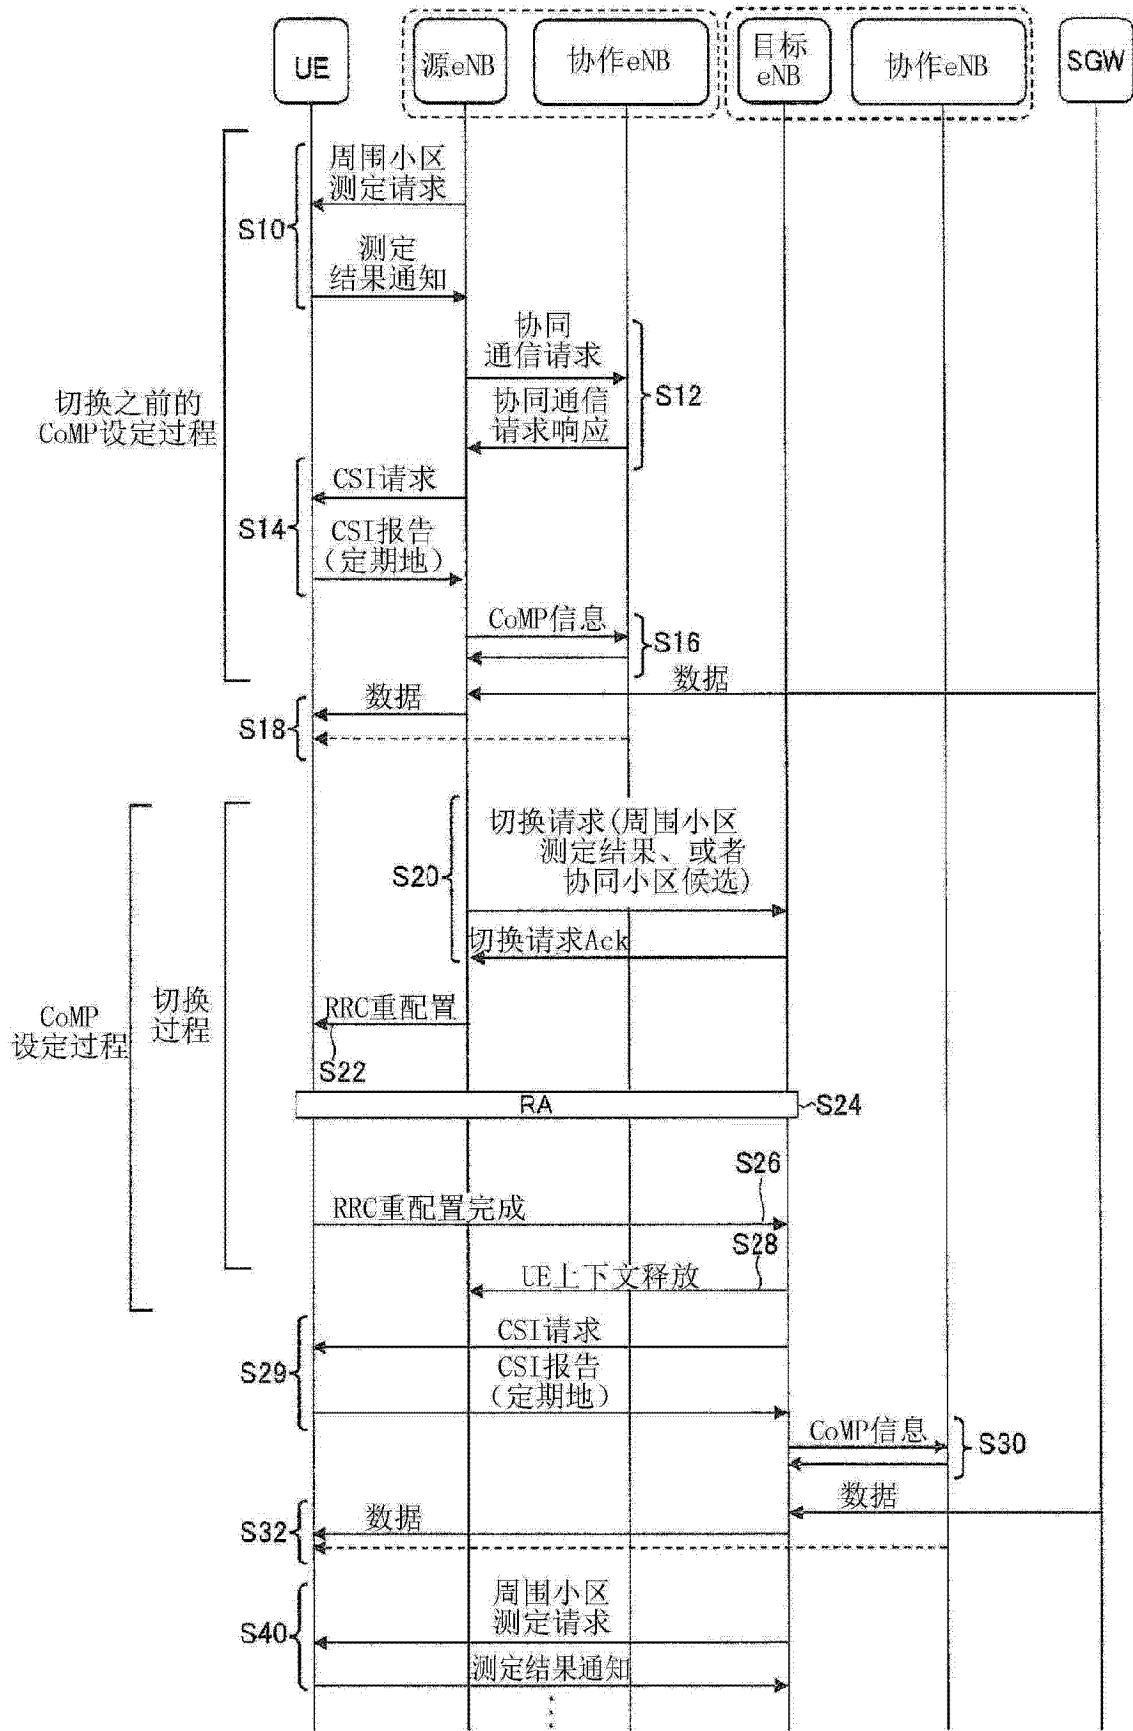 UE
源eNB
协作eNB
目标
eNB
协作eNB
SGW
周围小区
测定请求
S10
测定
结果通知
协同
通信请求
S12
协同通信
请求响应
切换之前的
CoMP设定过程
CSI请求
S14
CSI报告
（定期地）
CoMP信息
S16
数据
数据
S18
切换请求(周围小区
测定结果、或者
协同小区候选)
S20
切换请求Ack
RRC重配置
S22
CoMP
设定过程
切换
过程
RA
S24
S26
RRC重配置完成
S28
UE上下文释放
CSI请求
S29
CSI报告
（定期地）
CoMP信息
S30
数据
数据
S32
周围小区
测定请求
S40
测定结果通知